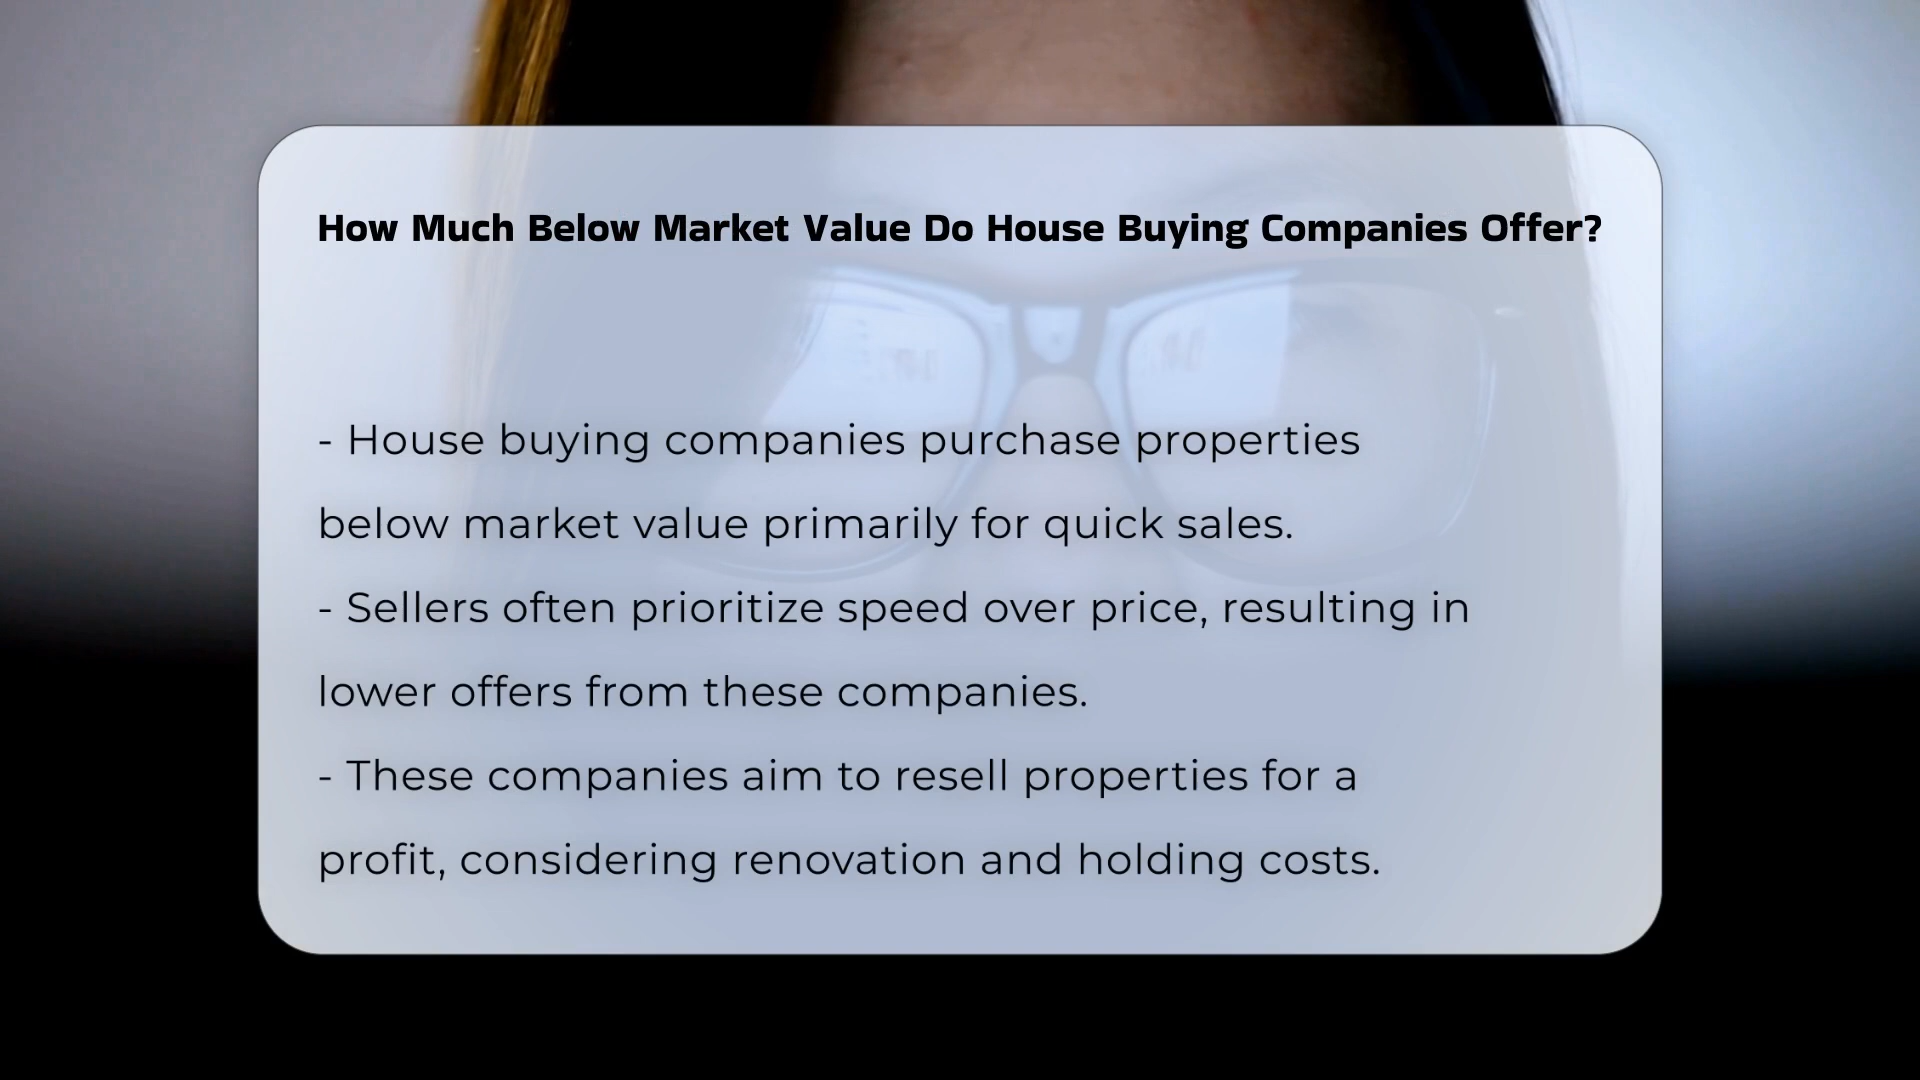 How Much Below Market Value Do House Buying Companies Offer?
- House buying companies purchase properties
below market value primarily for quick sales.
- Sellers often prioritize speed over price, resulting in
lower offers from these companies.
- These companies aim to resell properties for a
profit, considering renovation and holding costs.